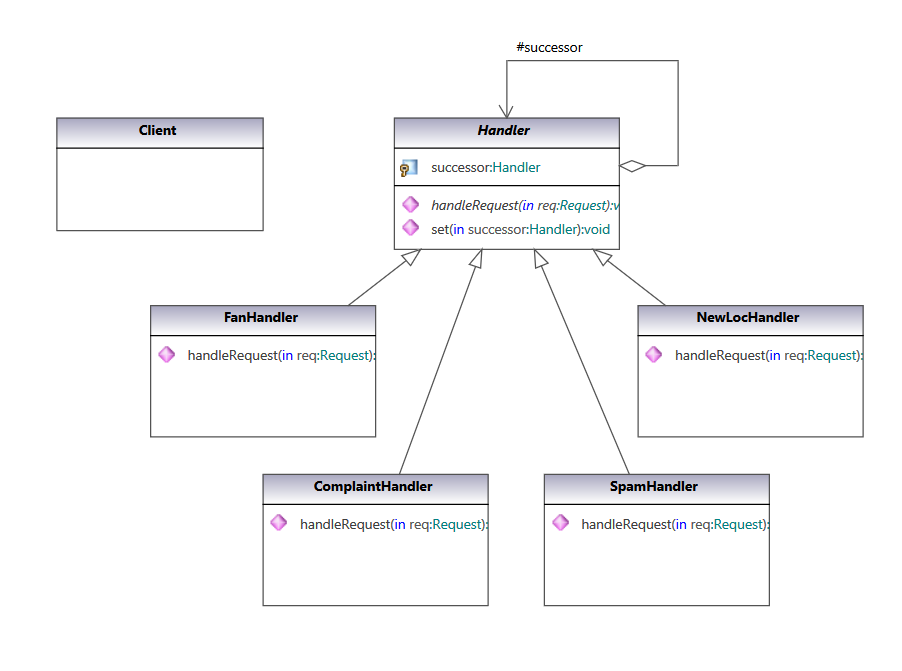 #successor
Client
Handler
successor:Handler
handleRequest(in req:Request):v
set(in successor:Handler):void
FanHandler
handleRequest(in req:Request):
NewLocHandler
handleRequest(in req:Request):
ComplaintHandler
handleRequest(in req:Request):
SpamHandler
handleRequest(in req:Request):